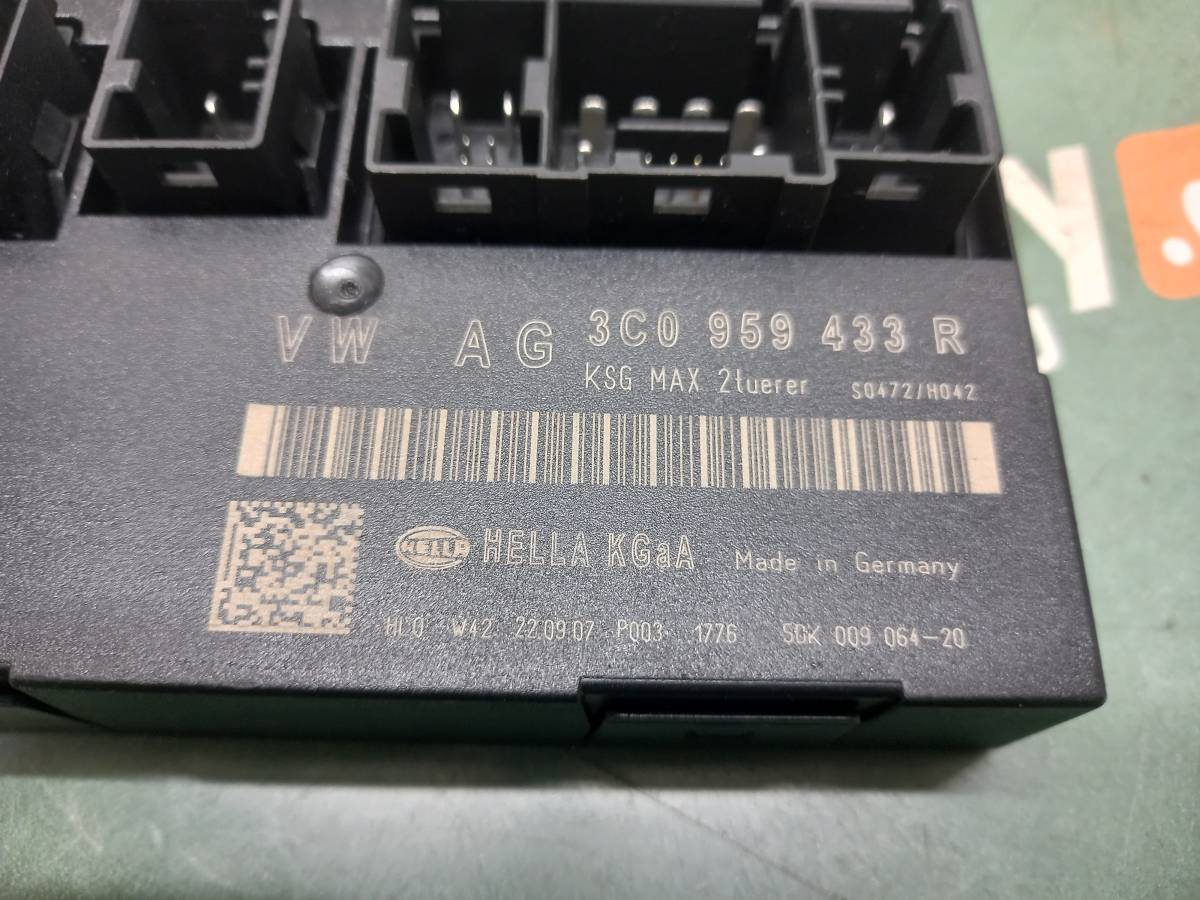 VW AG 3C0 959 433 R
KSG MAX 2tuerer S0472/H042
HELLA HELLA KGaA Made in Germany
HLO W42 22.09.07 P003 1776 5DK 009 064-20
Y